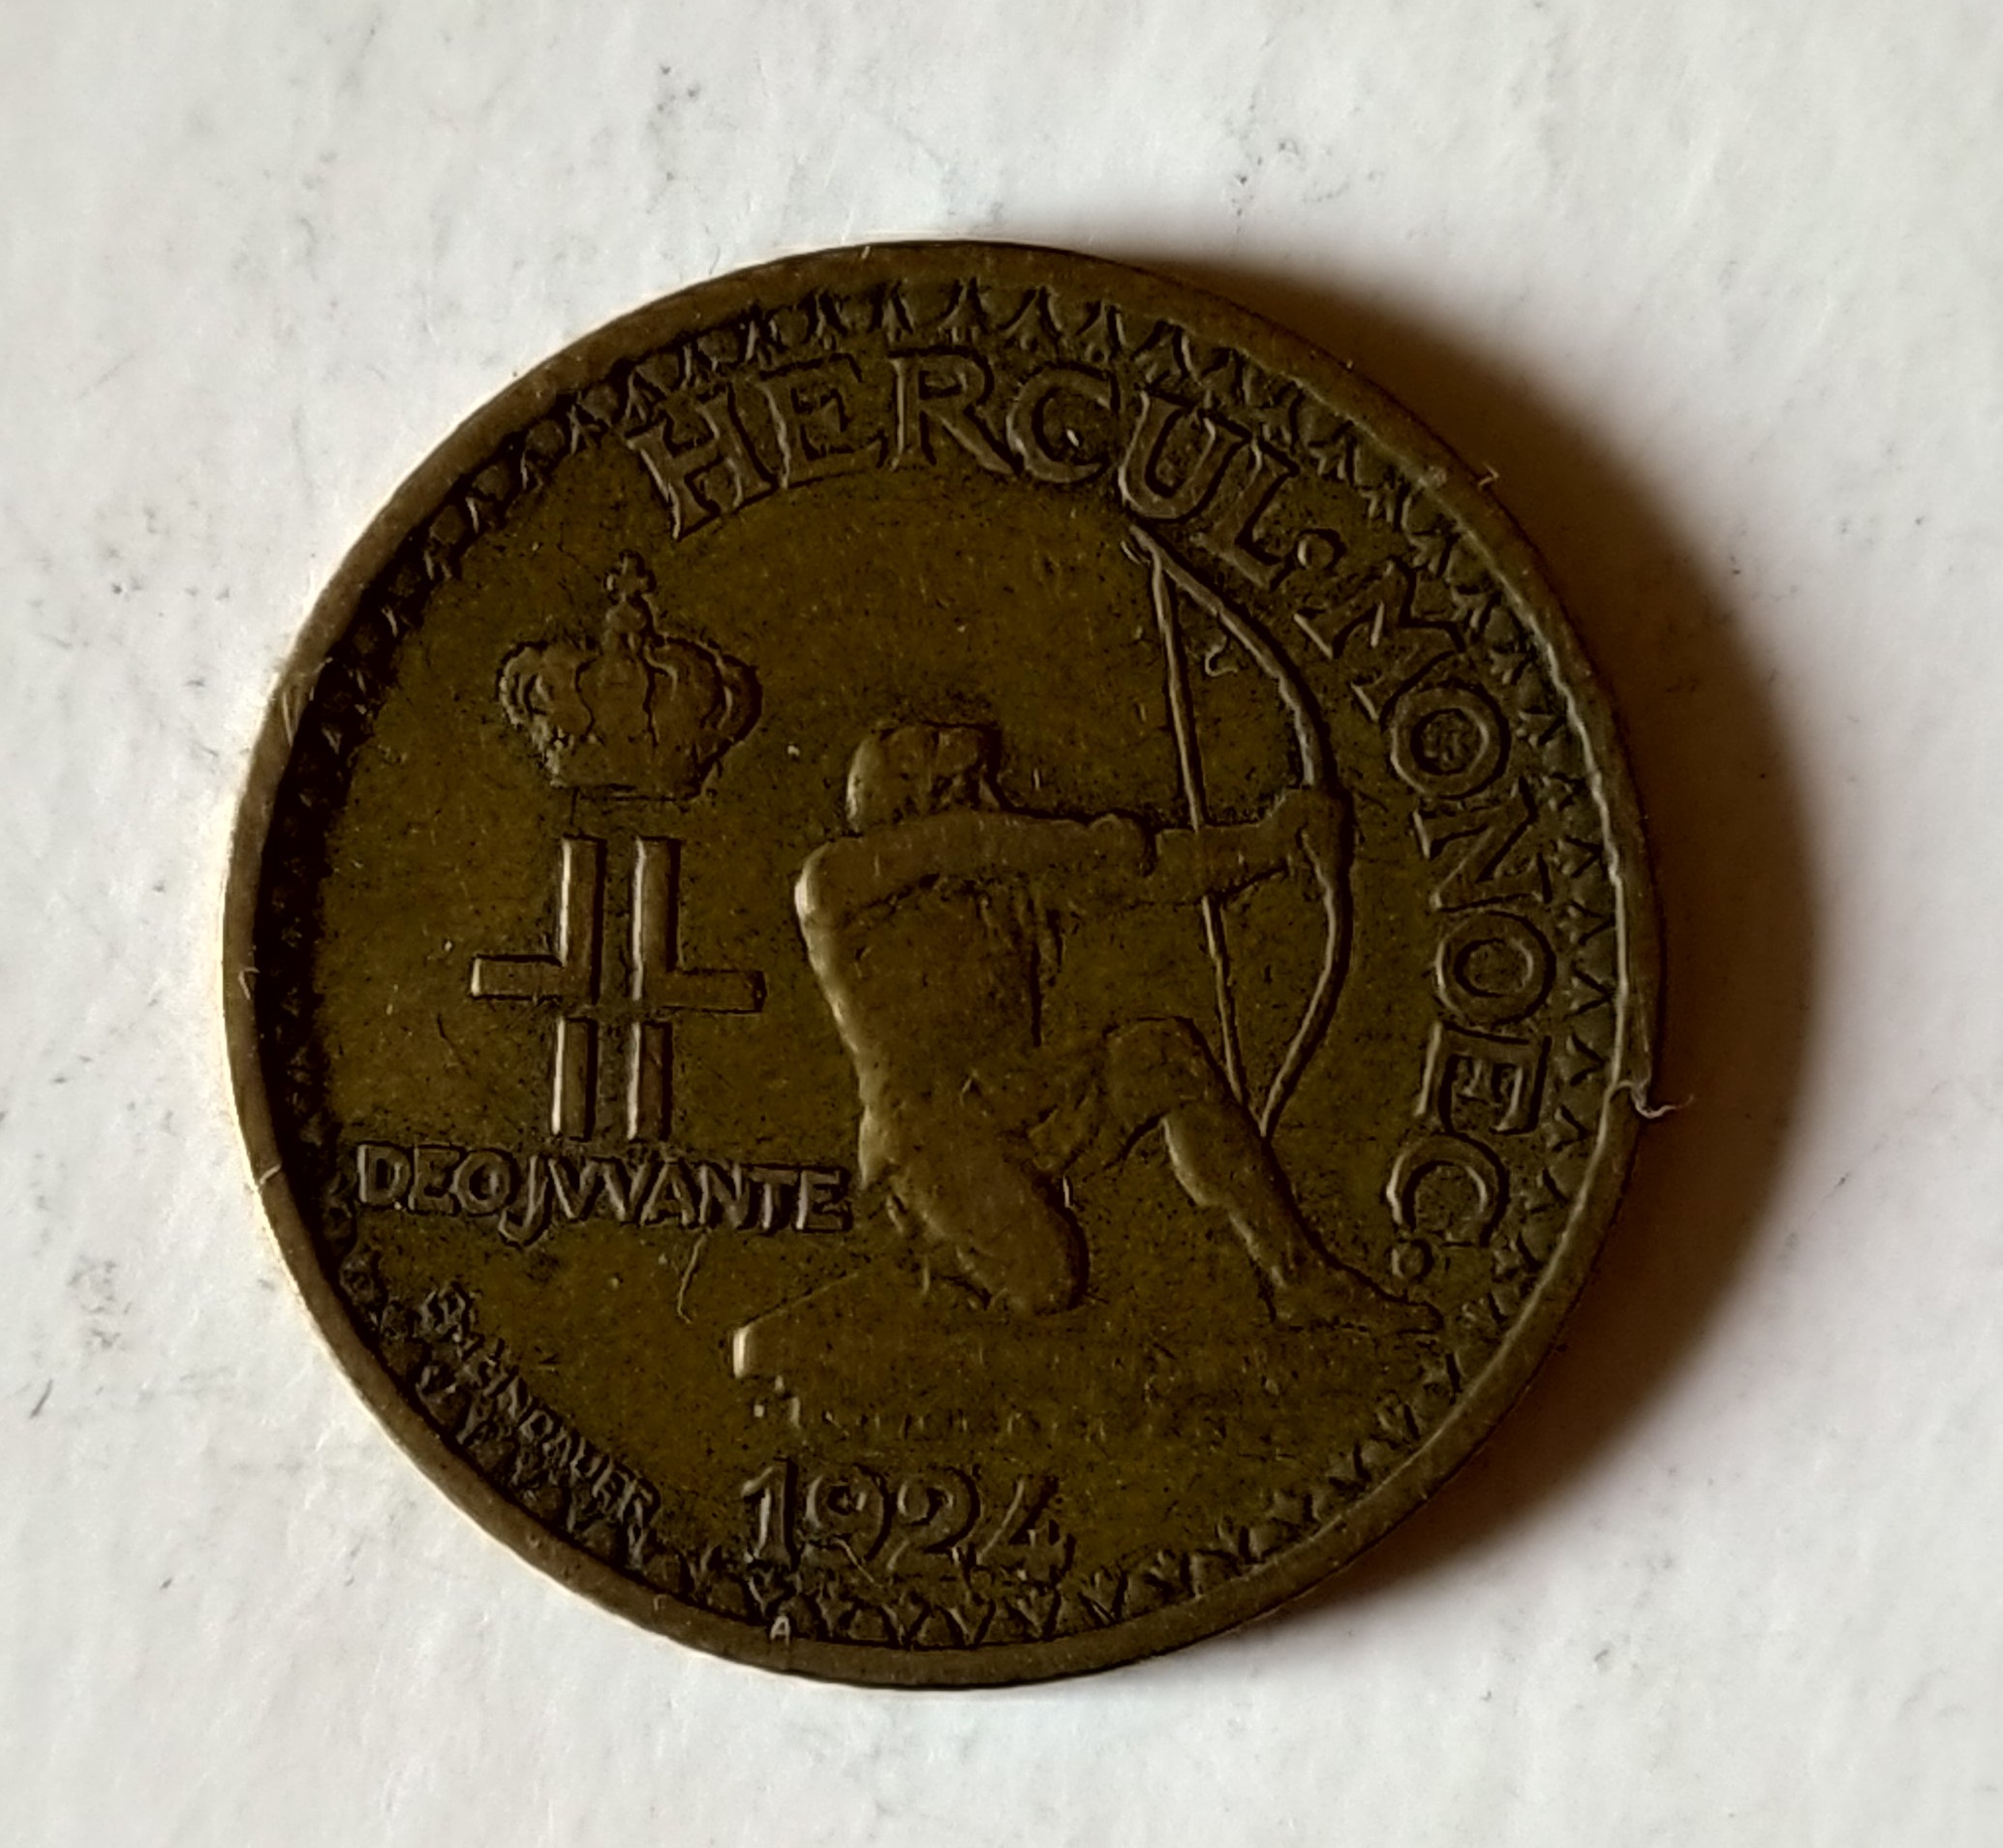 HERCUL·MONOEC.
DEO JVVANTE
1924